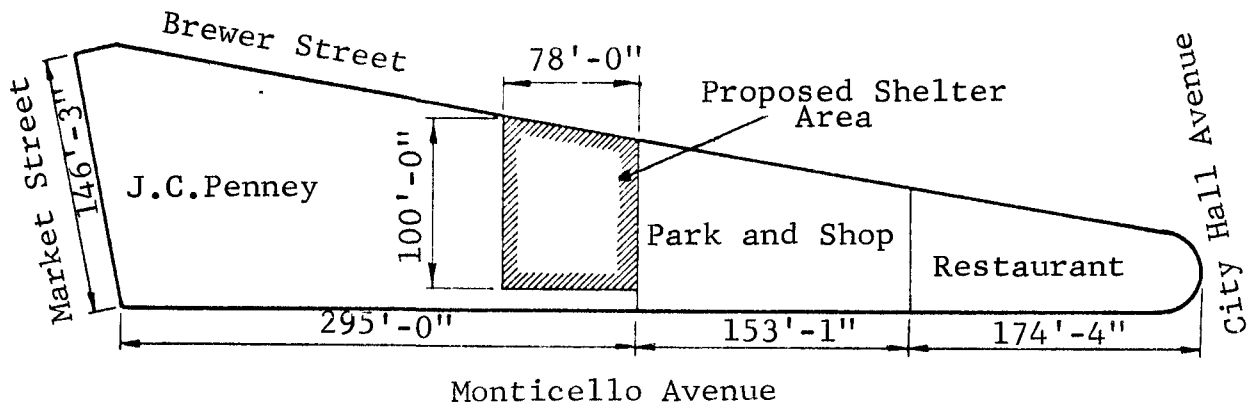 Brewer Street
78'-0"
Proposed Shelter
Area
Market Street
146'-3"
J.C.Penney
100'-0"
Park and Shop
Restaurant
City Hall Avenue
295'-0"
153'-1"
174'-4"
Monticello Avenue